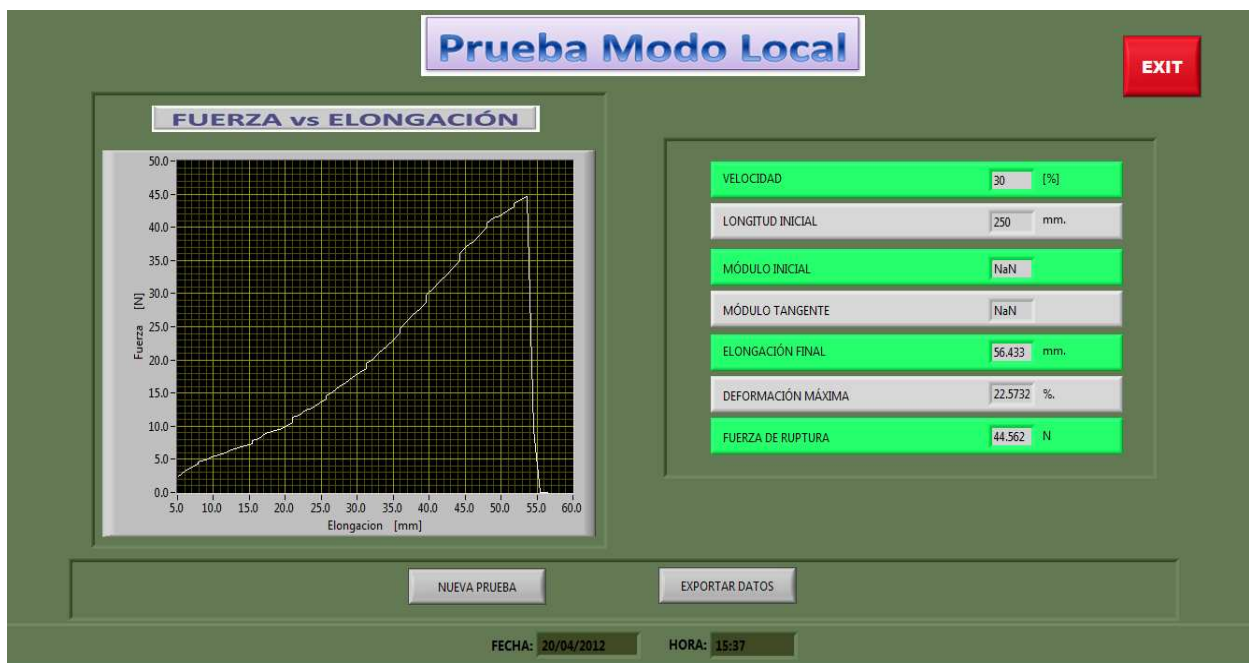 Prueba Modo Local
EXIT
FUERZA vs ELONGACIÓN
50.0
45.0
40.0
35.0
30.0
25.0
20.0
15.0
10.0
5.0
0.0
Fuerza [N]
5.0 10.0 15.0 20.0 25.0 30.0 35.0 40.0 45.0 50.0 55.0 60.0
Elongacion [mm]
VELOCIDAD 30 [%]
LONGITUD INICIAL 250 mm.
MÓDULO INICIAL NaN
MÓDULO TANGENTE NaN
ELONGACIÓN FINAL 56.433 mm.
DEFORMACIÓN MÁXIMA 22.5732 %.
FUERZA DE RUPTURA 44.562 N
NUEVA PRUEBA EXPORTAR DATOS
FECHA: 20/04/2012 HORA: 15:37